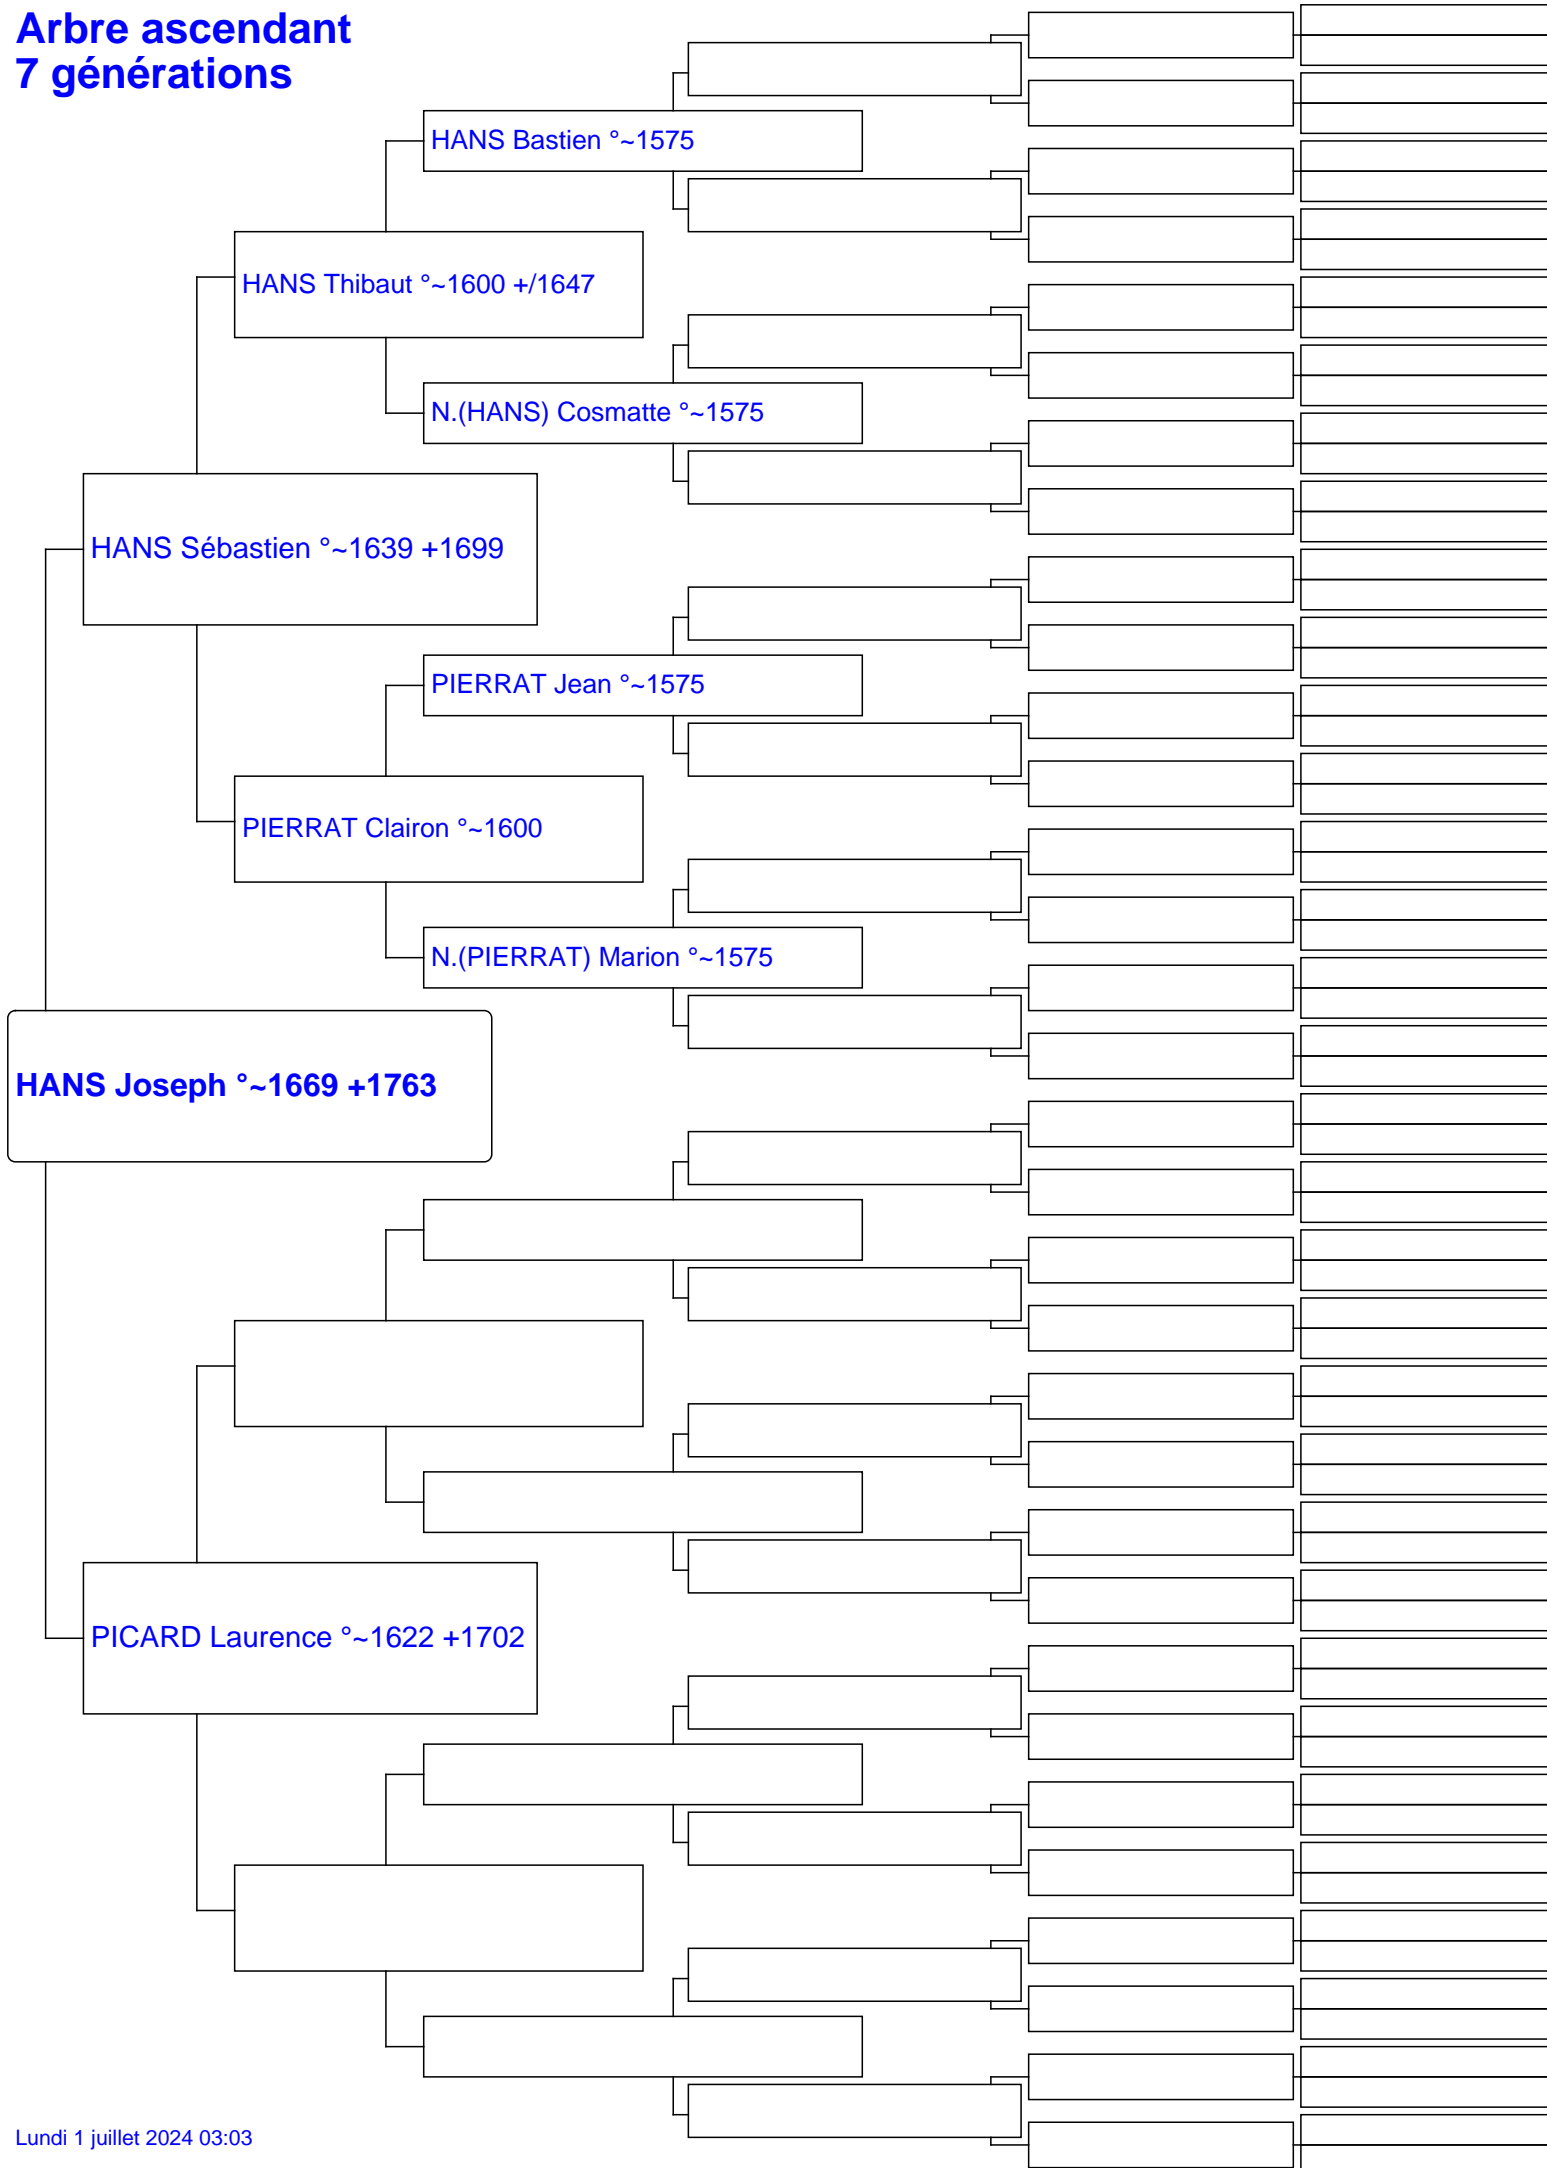 Arbre ascendant
7 générations
HANS Bastien °~1575
HANS Thibaut °~1600 +/1647
N.(HANS) Cosmatte °~1575
HANS Sébastien °~1639 +1699
PIERRAT Jean °~1575
PIERRAT Clairon °~1600
N.(PIERRAT) Marion °~1575
HANS Joseph °~1669 +1763
PICARD Laurence °~1622 +1702
Lundi 1 juillet 2024 03:03